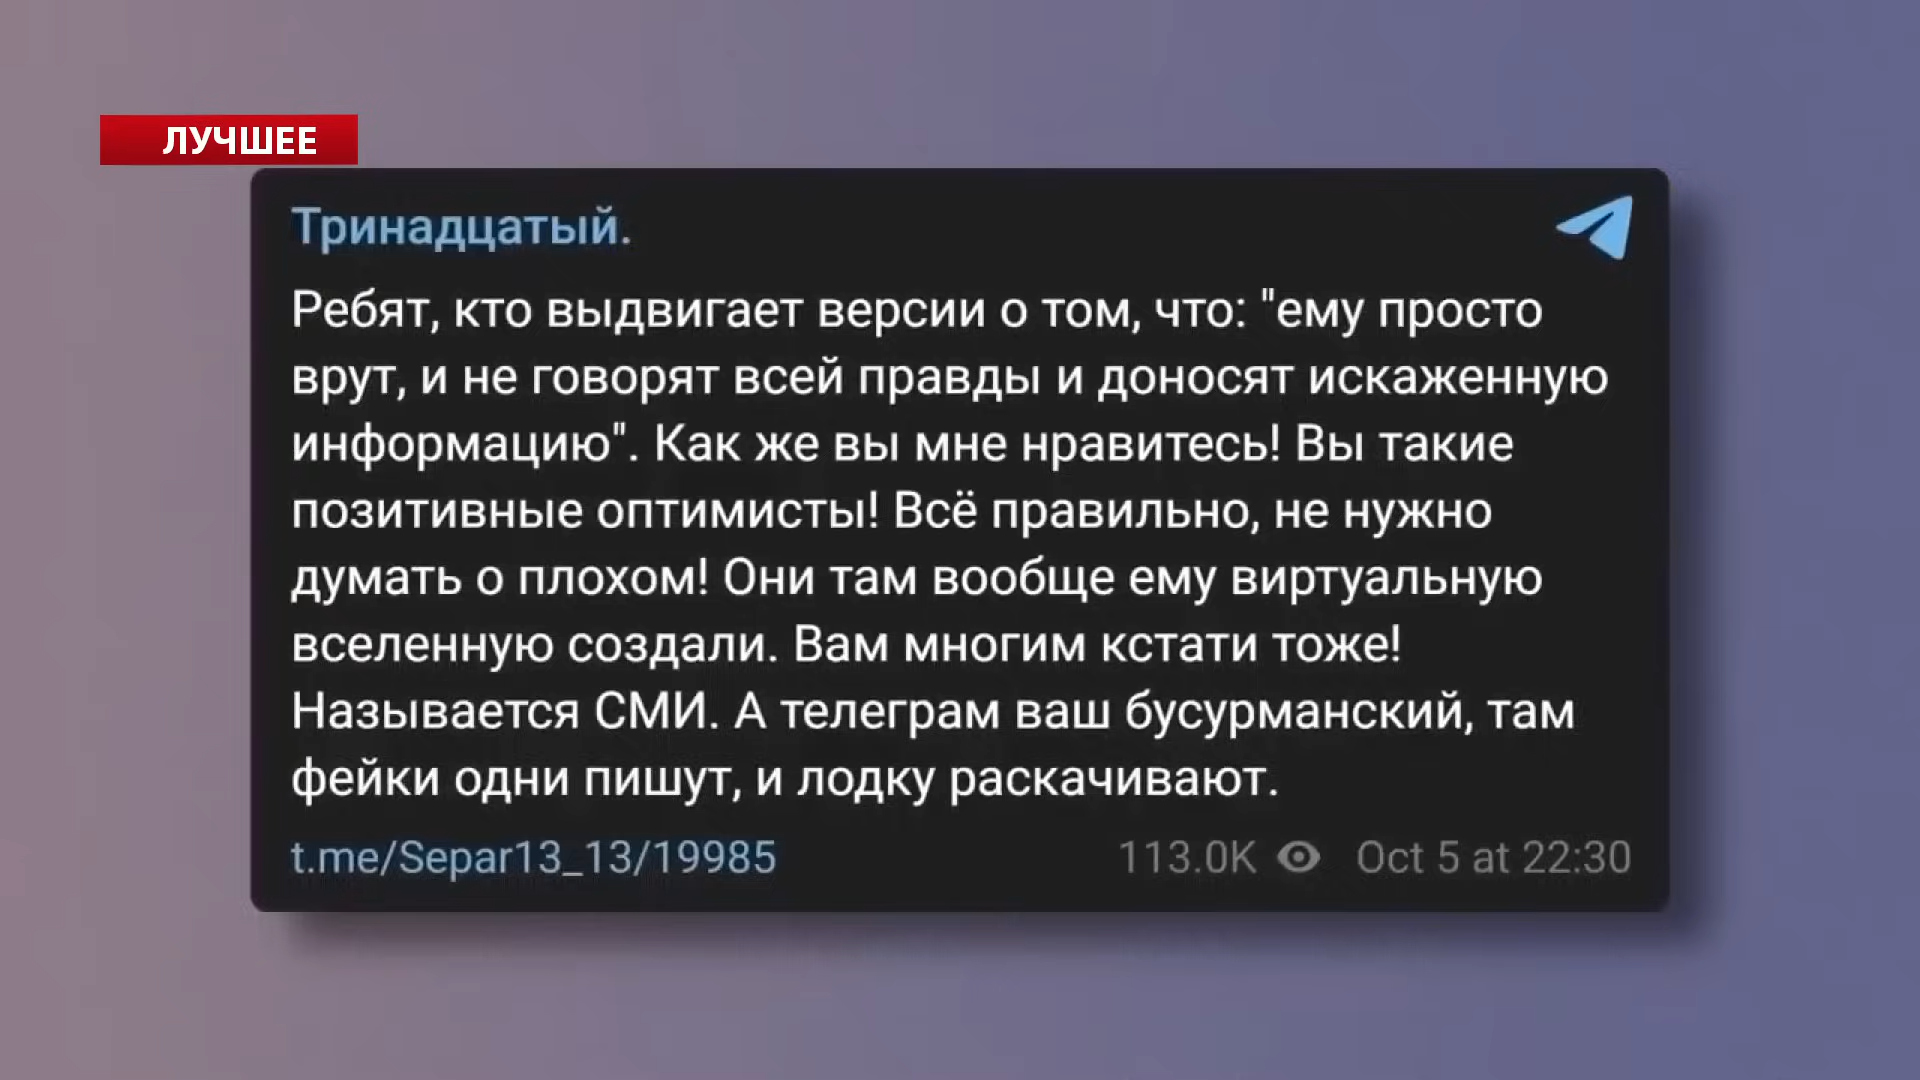 ЛУЧШЕЕ
Тринадцатый.
Ребят, кто выдвигает версии о том, что: "ему просто
врут, и не говорят всей правды и доносят искаженную
информацию". Как же вы мне нравитесь! Вы такие
позитивные оптимисты! Всё правильно, не нужно
думать о плохом! Они там вообще ему виртуальную
вселенную создали. Вам многим кстати тоже!
Называется СМИ. А телеграм ваш бусурманский, там
фейки одни пишут, и лодку раскачивают.
t.me/Separ13_13/19985 113.0K Oct 5 at 22:30